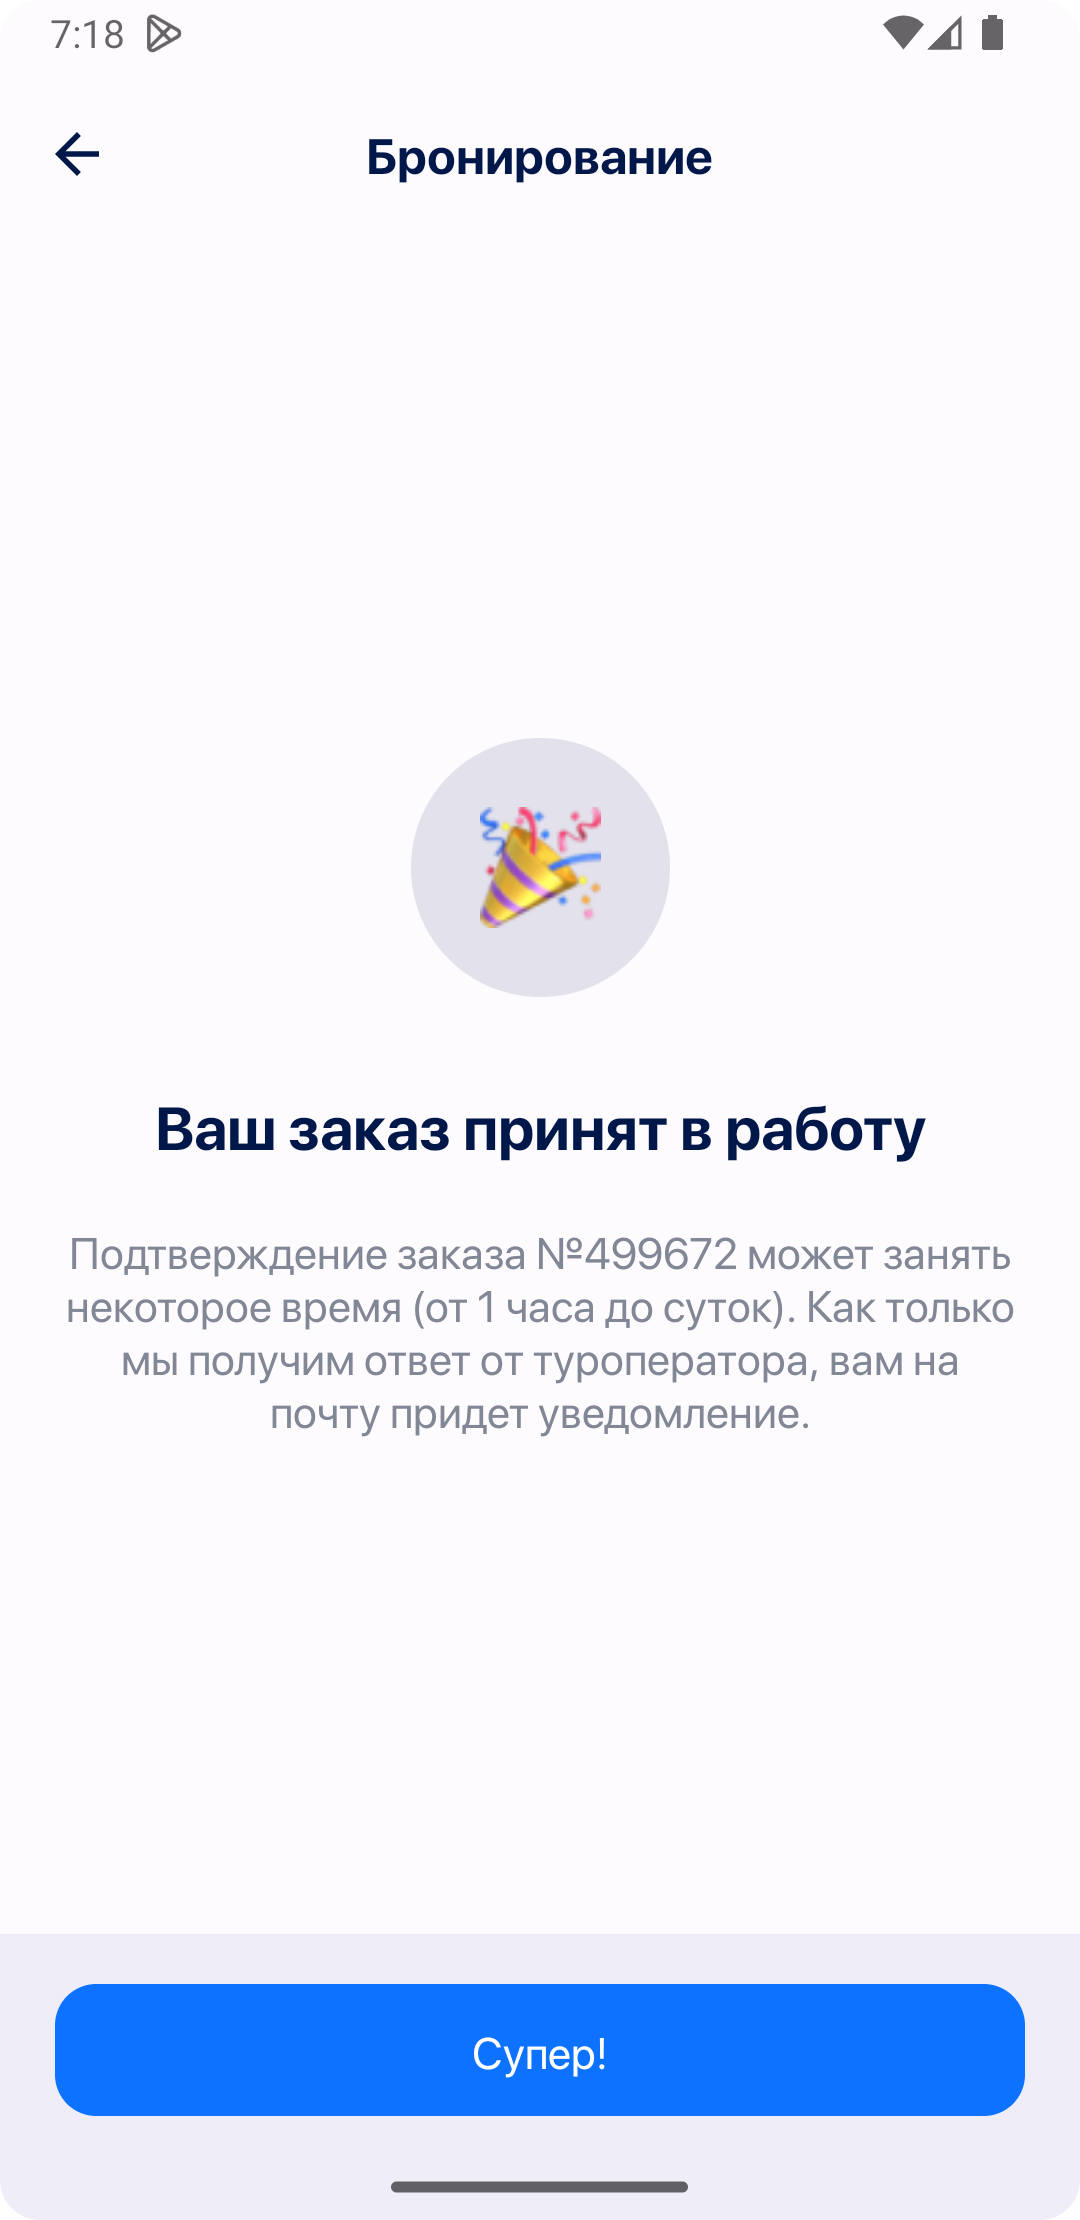 7:18
Бронирование
Ваш заказ принят в работу
Подтверждение заказа №499672 может занять
некоторое время (от 1 часа до суток). Как только
мы получим ответ от туроператора, вам на
почту придет уведомление.
Супер!